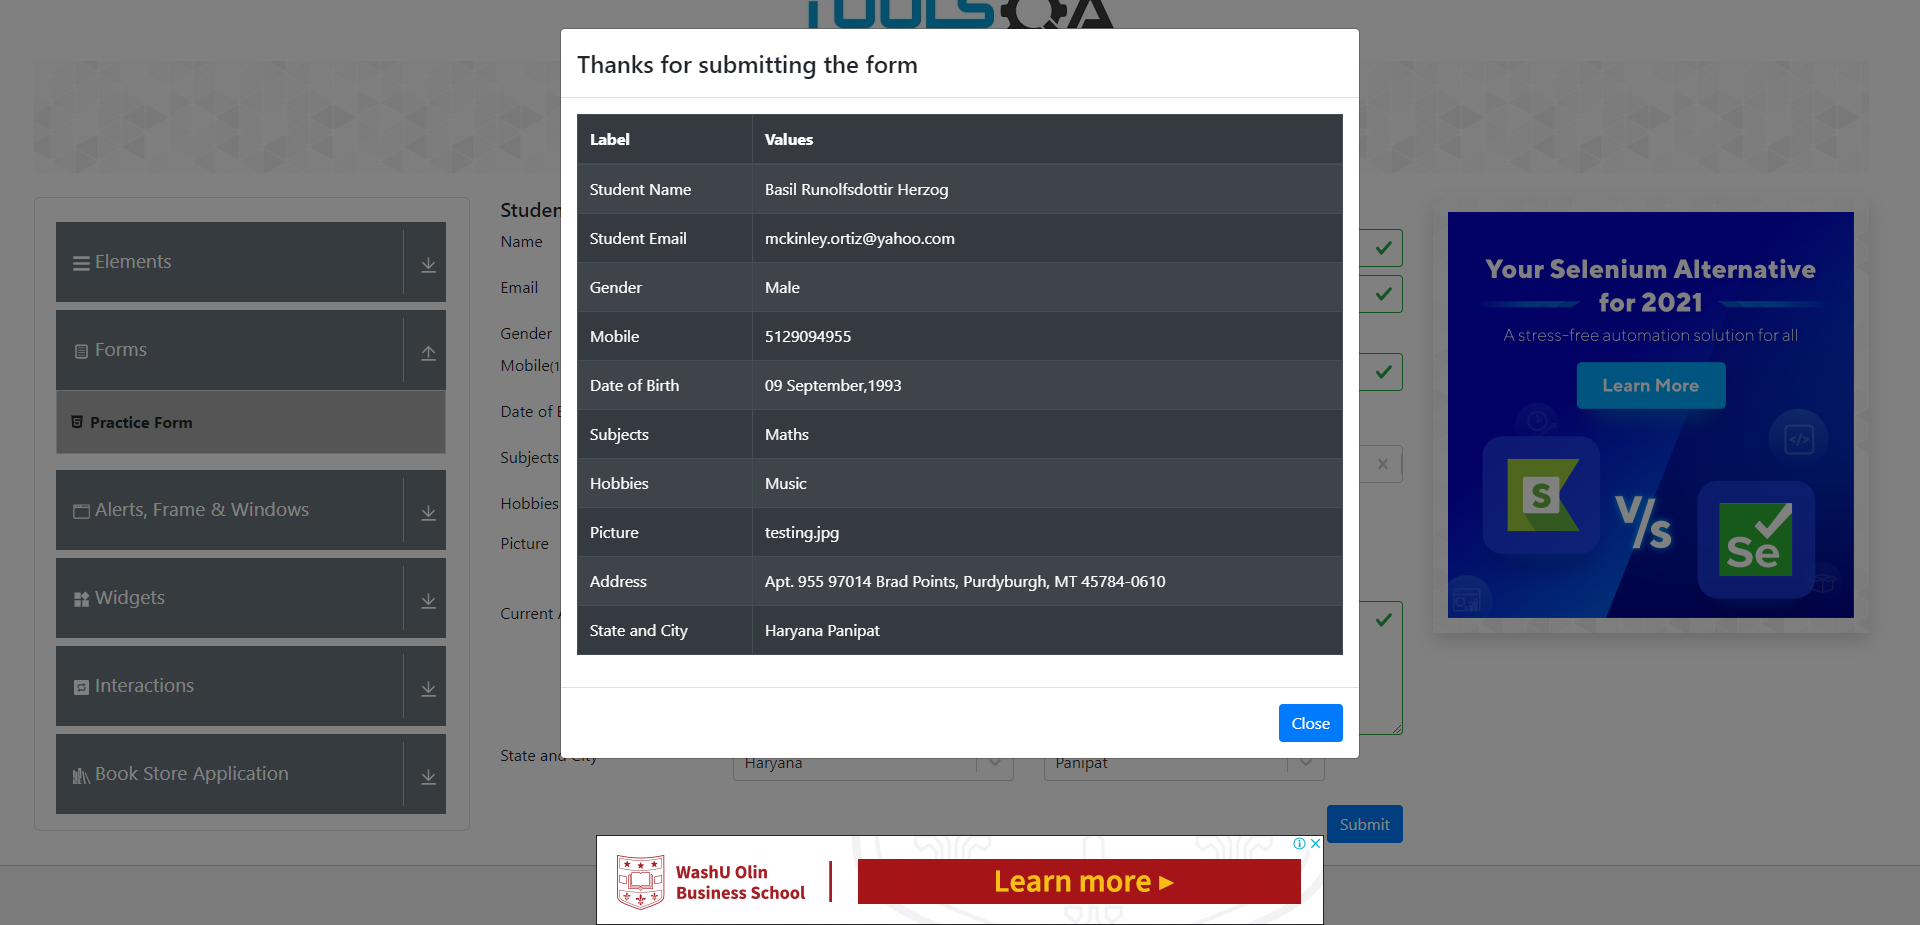 TOOLSQA
Thanks for submitting the form
Label Values
Student Name Basil Runolfsdottir Herzog
Student Email mckinley.ortiz@yahoo.com
Gender Male
Mobile 5129094955
Date of Birth 09 September,1993
Subjects Maths
Hobbies Music
Picture testing.jpg
Address Apt. 955 97014 Brad Points, Purdyburgh, MT 45784-0610
State and City Haryana Panipat
Close
Elements
Forms
Practice Form
Alerts, Frame & Windows
Widgets
Interactions
Book Store Application
Studen
Name
Email
Gender
Mobile(1
Date of B
Subjects
Hobbies
Picture
Current A
State and City
Haryana
Panipat
Submit
Your Selenium Alternative
for 2021
A stress-free automation solution for all
Learn More
S
V/s
Se
WashU Olin
Business School
Learn more